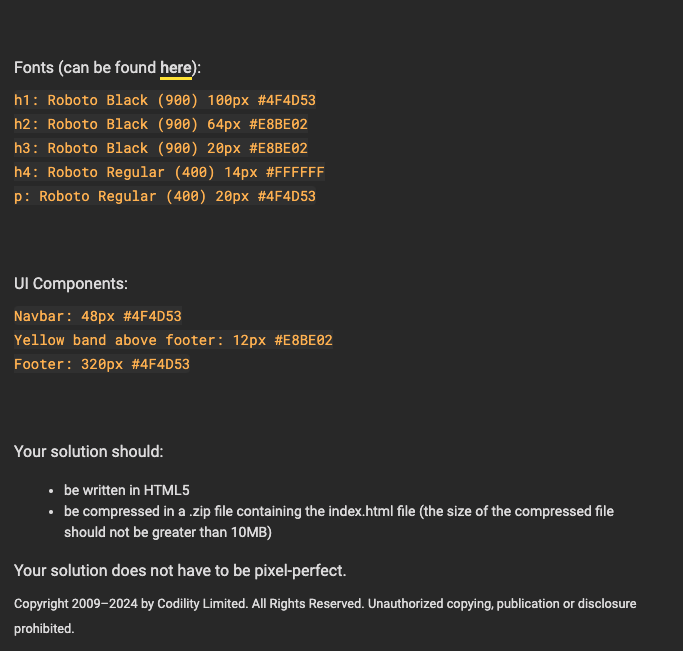 Fonts (can be found here):
h1: Roboto Black (900) 100px #4F4D53
h2: Roboto Black (900) 64px #E8BE02
h3: Roboto Black (900) 20px #E8BE02
h4: Roboto Regular (400) 14px #FFFFFF
p: Roboto Regular (400) 20px #4F4D53
UI Components:
Navbar: 48px #4F4D53
Yellow band above footer: 12px #E8BE02
Footer: 320px #4F4D53
Your solution should:
• be written in HTML5
• be compressed in a .zip file containing the index.html file (the size of the compressed file
should not be greater than 10MB)
Your solution does not have to be pixel-perfect.
Copyright 2009–2024 by Codility Limited. All Rights Reserved. Unauthorized copying, publication or disclosure
prohibited.